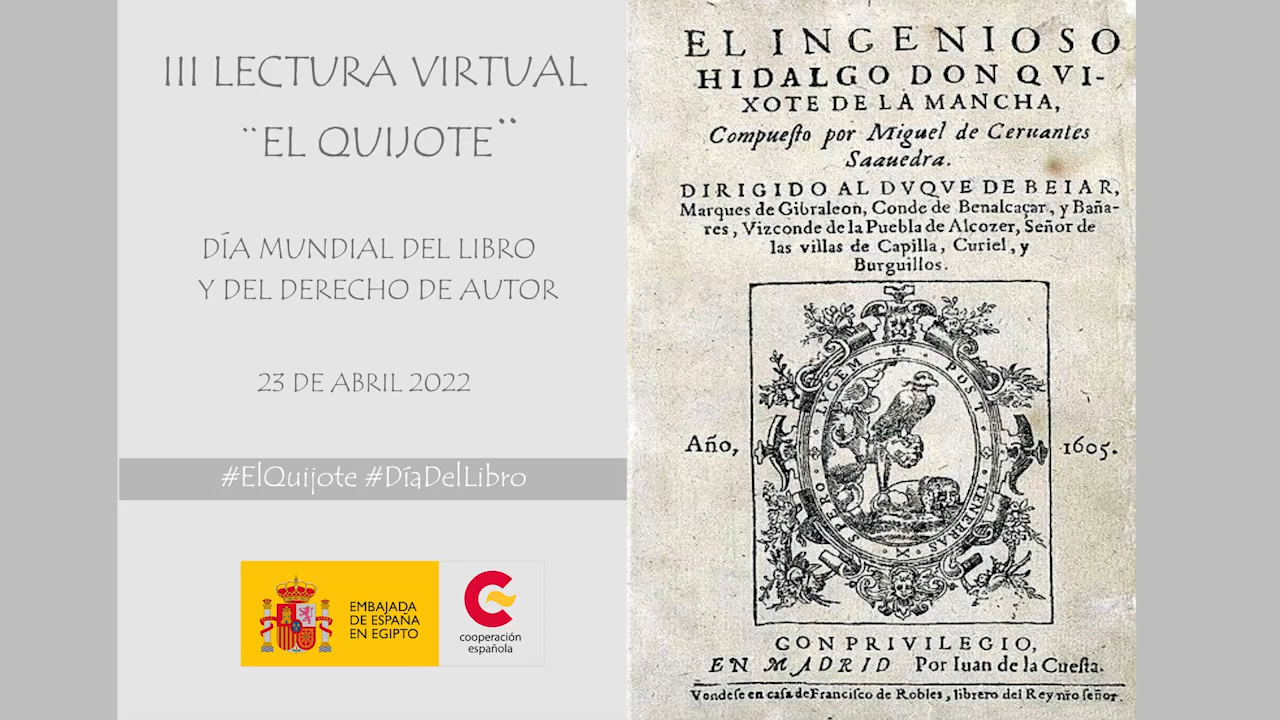 III LECTURA VIRTUAL
¨EL QUIJOTE¨
DÍA MUNDIAL DEL LIBRO
Y DEL DERECHO DE AUTOR
23 DE ABRIL 2022
#ElQuijote #DíaDelLibro
EMBAJADA
DE ESPAÑA
EN EGIPTO
cooperación
española
EL INGENIOSO
HIDALGO DON QVI-
XOTE DE LA MANCHA,
Compueſto por Miguel de Ceruantes
Saauedra.
DIRIGIDO AL DVQVE DE BEIAR,
Marques de Gibraleon, Conde de Benalcaçar, y Baña-
res, Vizconde de la Puebla de Alcozer, Señor de
las villas de Capilla, Curiel, y
Burguillos.
SPERO LVCEM POST TENEBRAS
Año, 1605.
CON PRIVILEGIO,
EN MADRID Por Iuan de la Cueſta.
Vendese en casa de Francisco de Robles, librero del Rey nro señor.